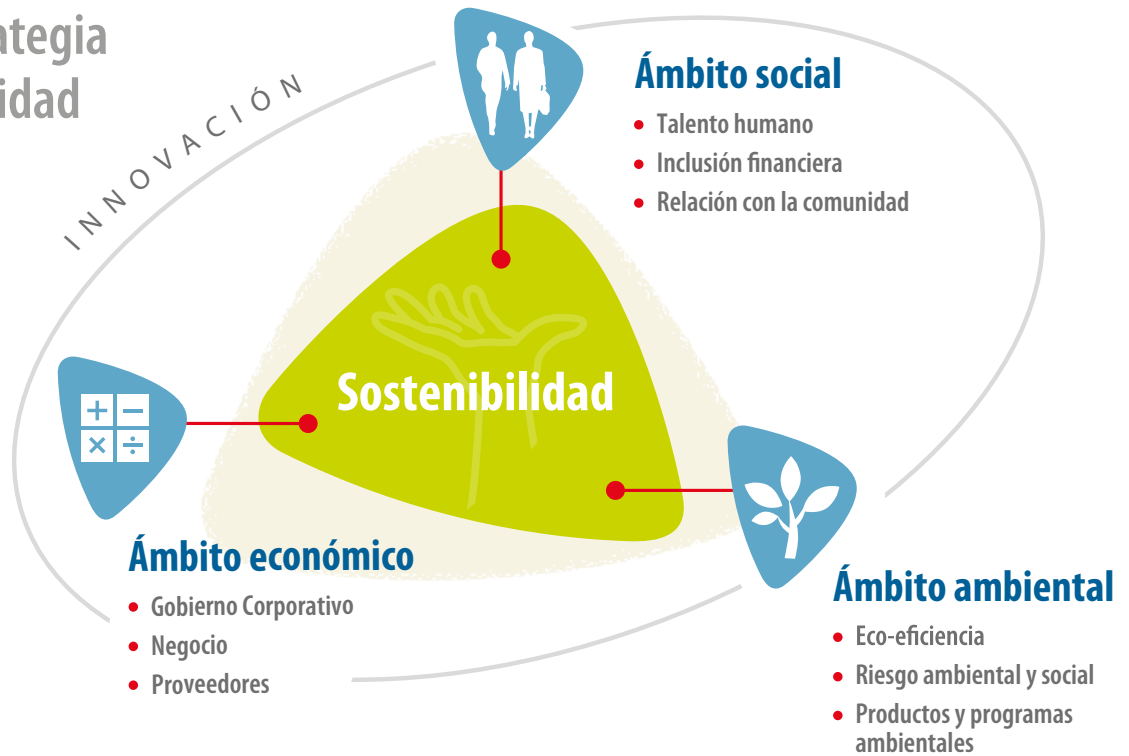 ategia
idad
INNOVACIÓN
Ámbito social
• Talento humano
• Inclusión financiera
• Relación con la comunidad
Sostenibilidad
Ámbito económico
• Gobierno Corporativo
• Negocio
• Proveedores
Ámbito ambiental
• Eco-eficiencia
• Riesgo ambiental y social
• Productos y programas
ambientales